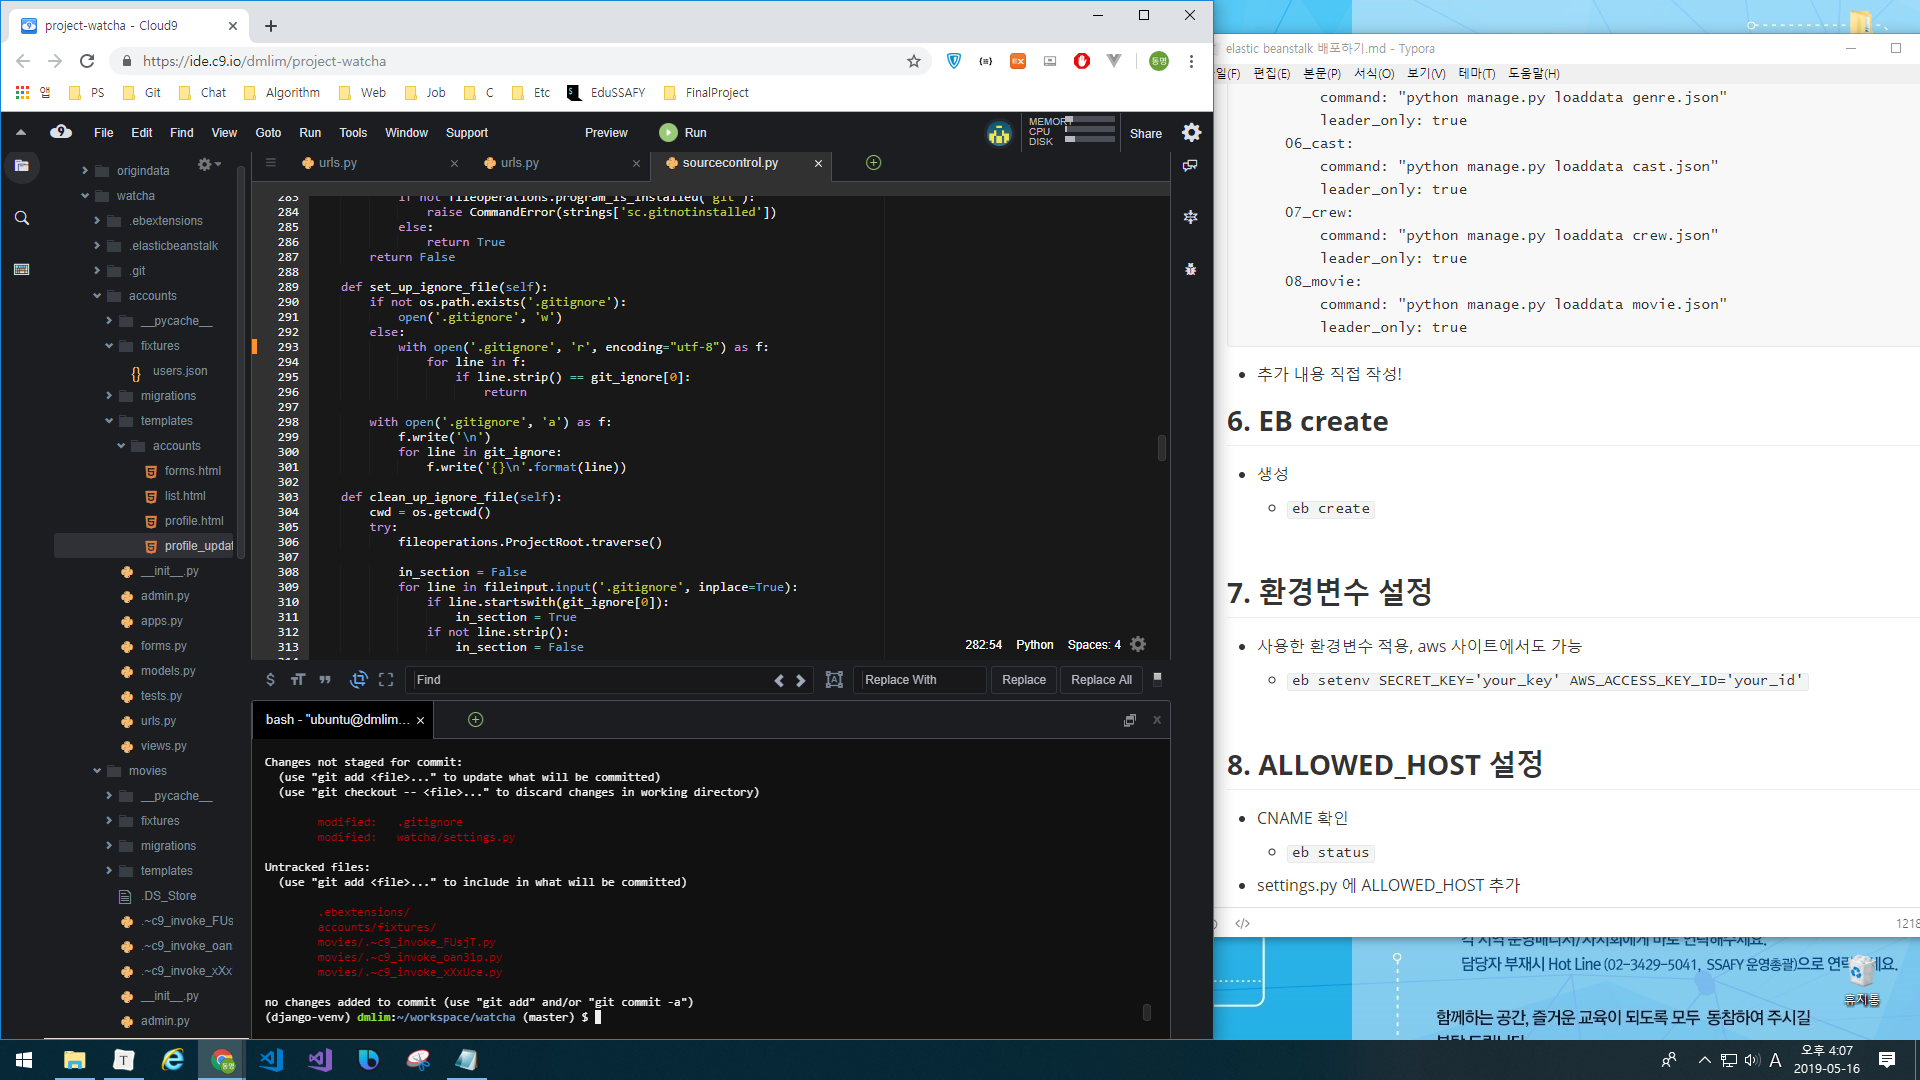 project-watcha - Cloud9
https://ide.c9.io/dmlim/project-watcha
앱 PS Git Chat Algorithm Web Job C Etc EduSSAFY FinalProject
File Edit Find View Goto Run Tools Window Support Preview Run
MEMORY
CPU
DISK
Share
urls.py urls.py sourcecontrol.py
origindata
watcha
.ebextensions
.elasticbeanstalk
.git
accounts
__pycache__
fixtures
users.json
migrations
templates
accounts
forms.html
list.html
profile.html
profile_updat
__init__.py
admin.py
apps.py
forms.py
models.py
tests.py
urls.py
views.py
movies
__pycache__
fixtures
migrations
templates
.DS_Store
.~c9_invoke_FUs
.~c9_invoke_oan
.~c9_invoke_xXx
__init__.py
admin.py
283 if not fileoperations.program_is_installed('git'):
284 raise CommandError(strings['sc.gitnotinstalled'])
285 else:
286 return True
287 return False
288
289 def set_up_ignore_file(self):
290 if not os.path.exists('.gitignore'):
291 open('.gitignore', 'w')
292 else:
293 with open('.gitignore', 'r', encoding="utf-8") as f:
294 for line in f:
295 if line.strip() == git_ignore[0]:
296 return
297
298 with open('.gitignore', 'a') as f:
299 f.write('\n')
300 for line in git_ignore:
301 f.write('{}\n'.format(line))
302
303 def clean_up_ignore_file(self):
304 cwd = os.getcwd()
305 try:
306 fileoperations.ProjectRoot.traverse()
307
308 in_section = False
309 for line in fileinput.input('.gitignore', inplace=True):
310 if line.startswith(git_ignore[0]):
311 in_section = True
312 if not line.strip():
313 in_section = False
282:54 Python Spaces: 4
Find Replace With Replace Replace All
bash - "ubuntu@dmlim...
Changes not staged for commit:
(use "git add <file>..." to update what will be committed)
(use "git checkout -- <file>..." to discard changes in working directory)
modified: .gitignore
modified: watcha/settings.py
Untracked files:
(use "git add <file>..." to include in what will be committed)
.ebextensions/
accounts/fixtures/
movies/.~c9_invoke_FUsjT.py
movies/.~c9_invoke_oan31p.py
movies/.~c9_invoke_xXxUce.py
no changes added to commit (use "git add" and/or "git commit -a")
(django-venv) dmlim:~/workspace/watcha (master) $
elastic beanstalk 배포하기.md - Typora
일(F) 편집(E) 본문(P) 서식(O) 보기(V) 테마(T) 도움말(H)
command: "python manage.py loaddata genre.json"
leader_only: true
06_cast:
command: "python manage.py loaddata cast.json"
leader_only: true
07_crew:
command: "python manage.py loaddata crew.json"
leader_only: true
08_movie:
command: "python manage.py loaddata movie.json"
leader_only: true
추가 내용 직접 작성!
6. EB create
생성
eb create
7. 환경변수 설정
사용한 환경변수 적용, aws 사이트에서도 가능
eb setenv SECRET_KEY='your_key' AWS_ACCESS_KEY_ID='your_id'
8. ALLOWED_HOST 설정
CNAME 확인
eb status
settings.py 에 ALLOWED_HOST 추가
1218
담당자 부재시 Hot Line (02-3429-5041, SSAFY 운영총괄)으로
휴지통
함께하는 공간, 즐거운 교육이 되도록 모두 동참하여 주시길
A 오후 4:07
2019-05-16